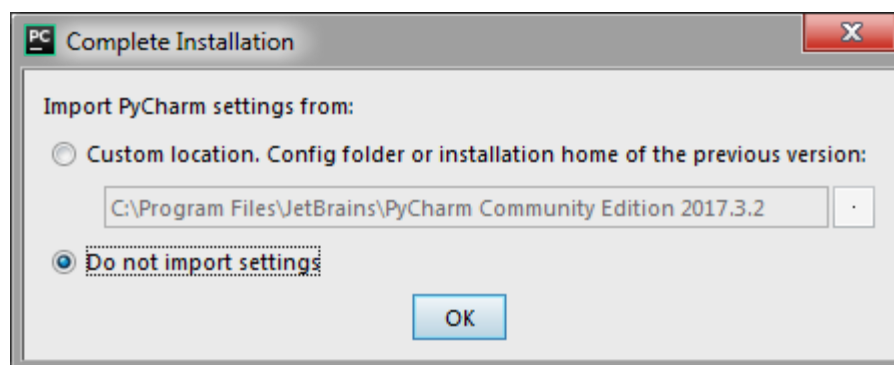 PC
Complete Installation
X
Import PyCharm settings from:
Custom location. Config folder or installation home of the previous version:
C:\Program Files\JetBrains\PyCharm Community Edition 2017.3.2
.
Do not import settings
OK